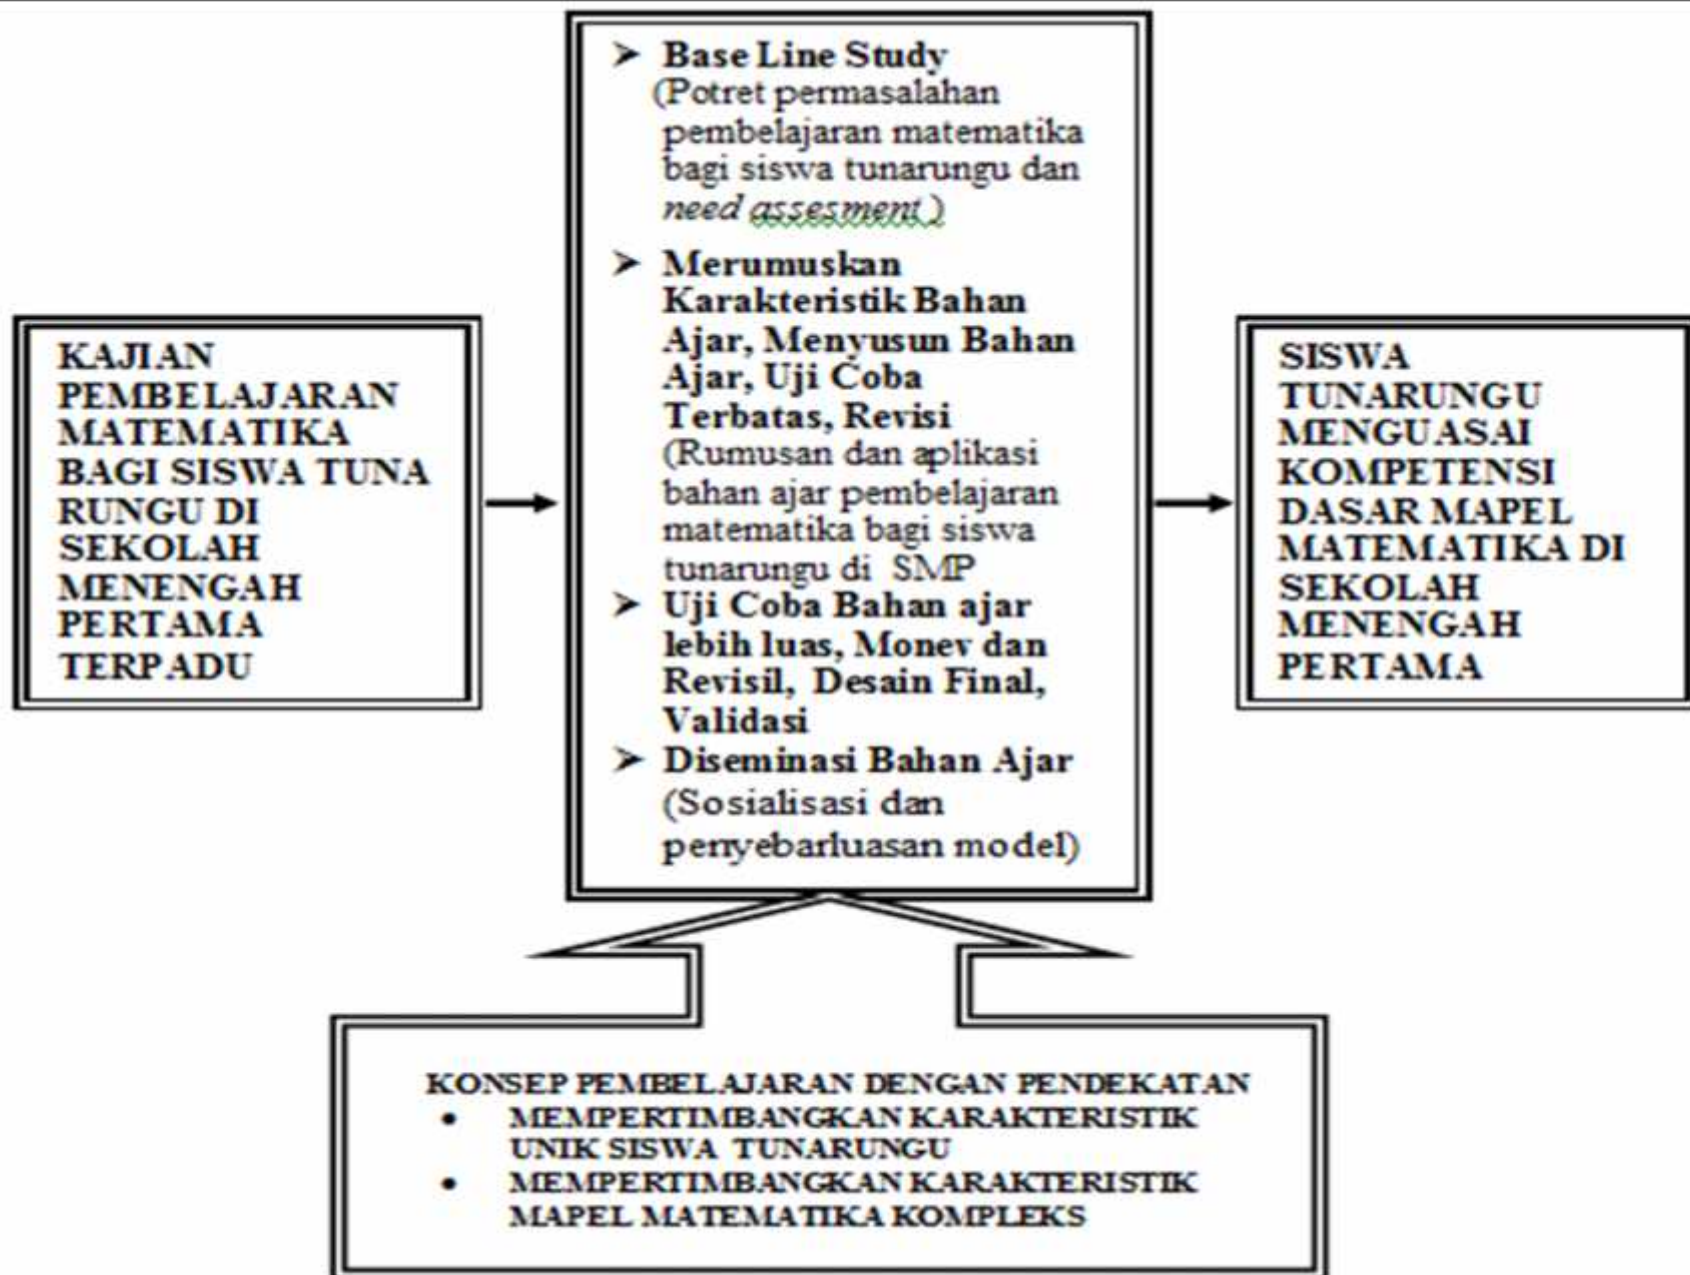 KAJIAN
PEMBELAJARAN
MATEMATIKA
BAGI SISWA TUNA
RUNGU DI
SEKOLAH
MENENGAH
PERTAMA
TERPADU
➤ Base Line Study
(Potret permasalahan
pembelajaran matematika
bagi siswa tunarungu dan
need assesment )
➤ Merumuskan
Karakteristik Bahan
Ajar, Menyusun Bahan
Ajar, Uji Coba
Terbatas, Revisi
(Rumusan dan aplikasi
bahan ajar pembelajaran
matematika bagi siswa
tunarungu di SMP
➤ Uji Coba Bahan ajar
lebih luas, Monev dan
Revisil, Desain Final,
Validasi
➤ Diseminasi Bahan Ajar
(Sosialisasi dan
penyebarluasan model)
SISWA
TUNARUNGU
MENGUASAI
KOMPETENSI
DASAR MAPEL
MATEMATIKA DI
SEKOLAH
MENENGAH
PERTAMA
KONSEP PEMBELAJARAN DENGAN PENDEKATAN
• MEMPERTIMBANGKAN KARAKTERISTIK
UNIK SISWA TUNARUNGU
• MEMPERTIMBANGKAN KARAKTERISTIK
MAPEL MATEMATIKA KOMPLEKS